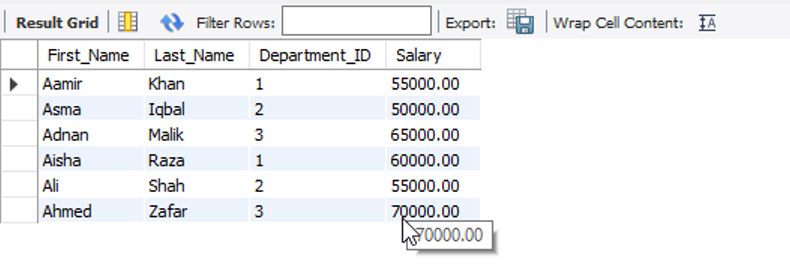 Result Grid Filter Rows: Export: Wrap Cell Content: IA
First_Name Last_Name Department_ID Salary
Aamir Khan 1 55000.00
Asma Iqbal 2 50000.00
Adnan Malik 3 65000.00
Aisha Raza 1 60000.00
Ali Shah 2 55000.00
Ahmed Zafar 3 70000.00
70000.00